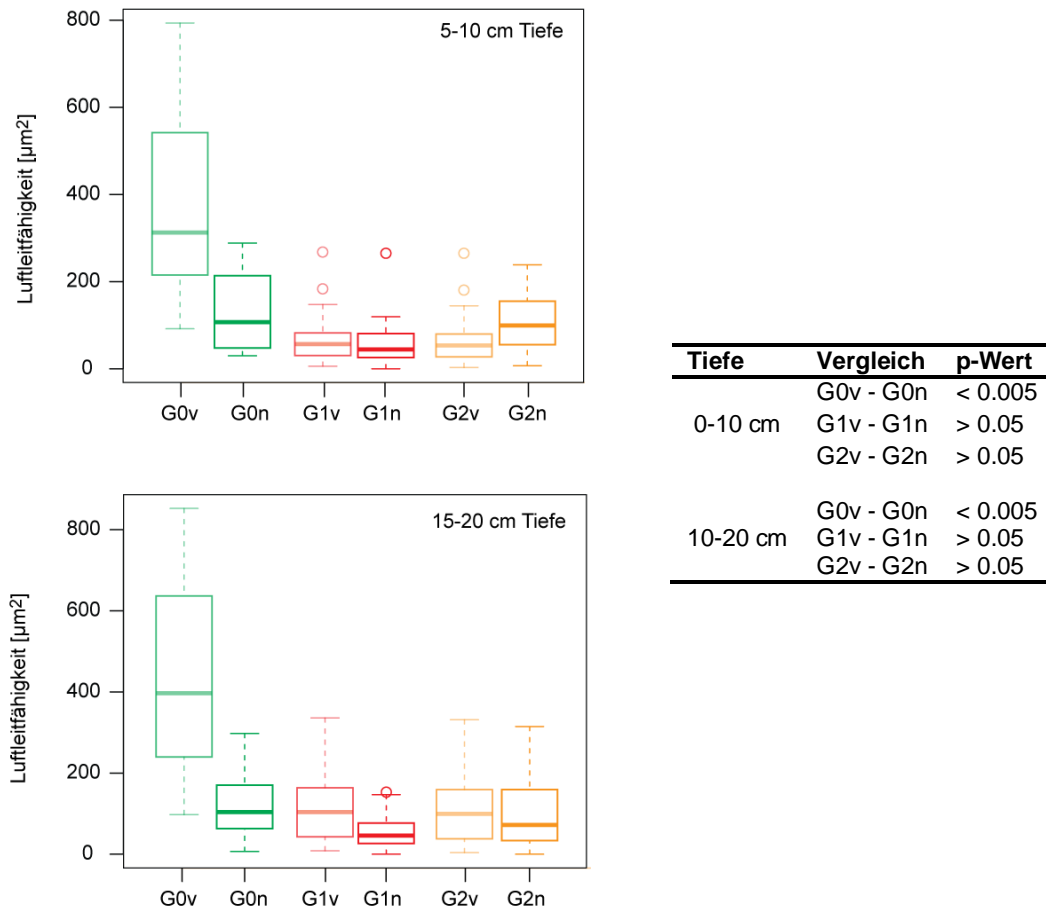 5-10 cm Tiefe
Luftleitfähigkeit [µm2]
800
600
400
200
0
G0v G0n G1v G1n G2v G2n
15-20 cm Tiefe
Luftleitfähigkeit [µm2]
800
600
400
200
0
G0v G0n G1v G1n G2v G2n
Tiefe Vergleich p-Wert
G0v - G0n < 0.005
0-10 cm G1v - G1n > 0.05
G2v - G2n > 0.05
G0v - G0n < 0.005
10-20 cm G1v - G1n > 0.05
G2v - G2n > 0.05